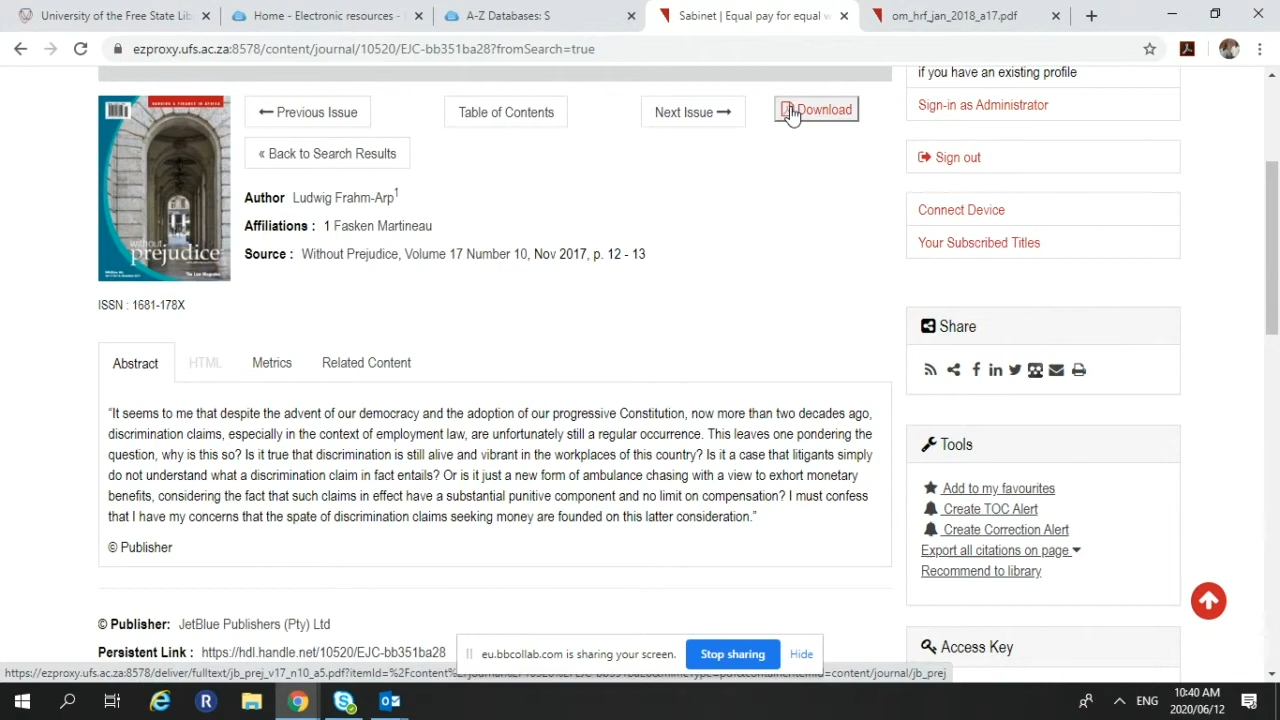 University of the Free State Lib
Home - Electronic resources -
A-Z Databases: S
Sabinet | Equal pay for equal w
om_hrf_jan_2018_a17.pdf
ezproxy.ufs.ac.za:8578/content/journal/10520/EJC-bb351ba28?fromSearch=true
if you have an existing profile
Sign-in as Administrator
Sign out
Connect Device
Your Subscribed Titles
Previous Issue
Table of Contents
Next Issue
Download
« Back to Search Results
without
prejudice
The Law Magazine
Author Ludwig Frahm-Arp1
Affiliations : 1 Fasken Martineau
Source : Without Prejudice, Volume 17 Number 10, Nov 2017, p. 12 - 13
ISSN : 1681-178X
Abstract
HTML
Metrics
Related Content
“It seems to me that despite the advent of our democracy and the adoption of our progressive Constitution, now more than two decades ago,
discrimination claims, especially in the context of employment law, are unfortunately still a regular occurrence. This leaves one pondering the
question, why is this so? Is it true that discrimination is still alive and vibrant in the workplaces of this country? Is it a case that litigants simply
do not understand what a discrimination claim in fact entails? Or is it just a new form of ambulance chasing with a view to exhort monetary
benefits, considering the fact that such claims in effect have a substantial punitive component and no limit on compensation? I must confess
that I have my concerns that the spate of discrimination claims seeking money are founded on this latter consideration.”
© Publisher
© Publisher: JetBlue Publishers (Pty) Ltd
Persistent Link : https://hdl.handle.net/10520/EJC-bb351ba28
Share
Tools
Add to my favourites
Create TOC Alert
Create Correction Alert
Export all citations on page
Recommend to library
Access Key
eu.bbcollab.com is sharing your screen.
Stop sharing
Hide
ENG
10:40 AM
2020/06/12